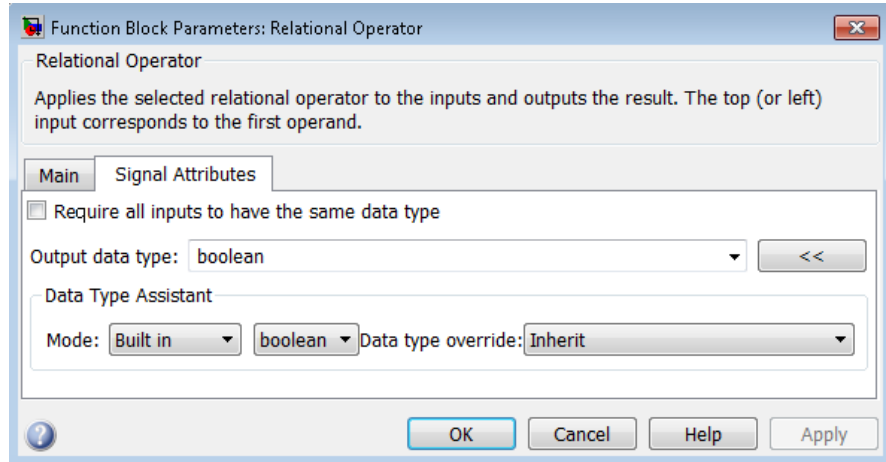 Function Block Parameters: Relational Operator
Relational Operator
Applies the selected relational operator to the inputs and outputs the result. The top (or left)
input corresponds to the first operand.
Main Signal Attributes
Require all inputs to have the same data type
Output data type: boolean <<
Data Type Assistant
Mode: Built in boolean Data type override: Inherit
OK Cancel Help Apply